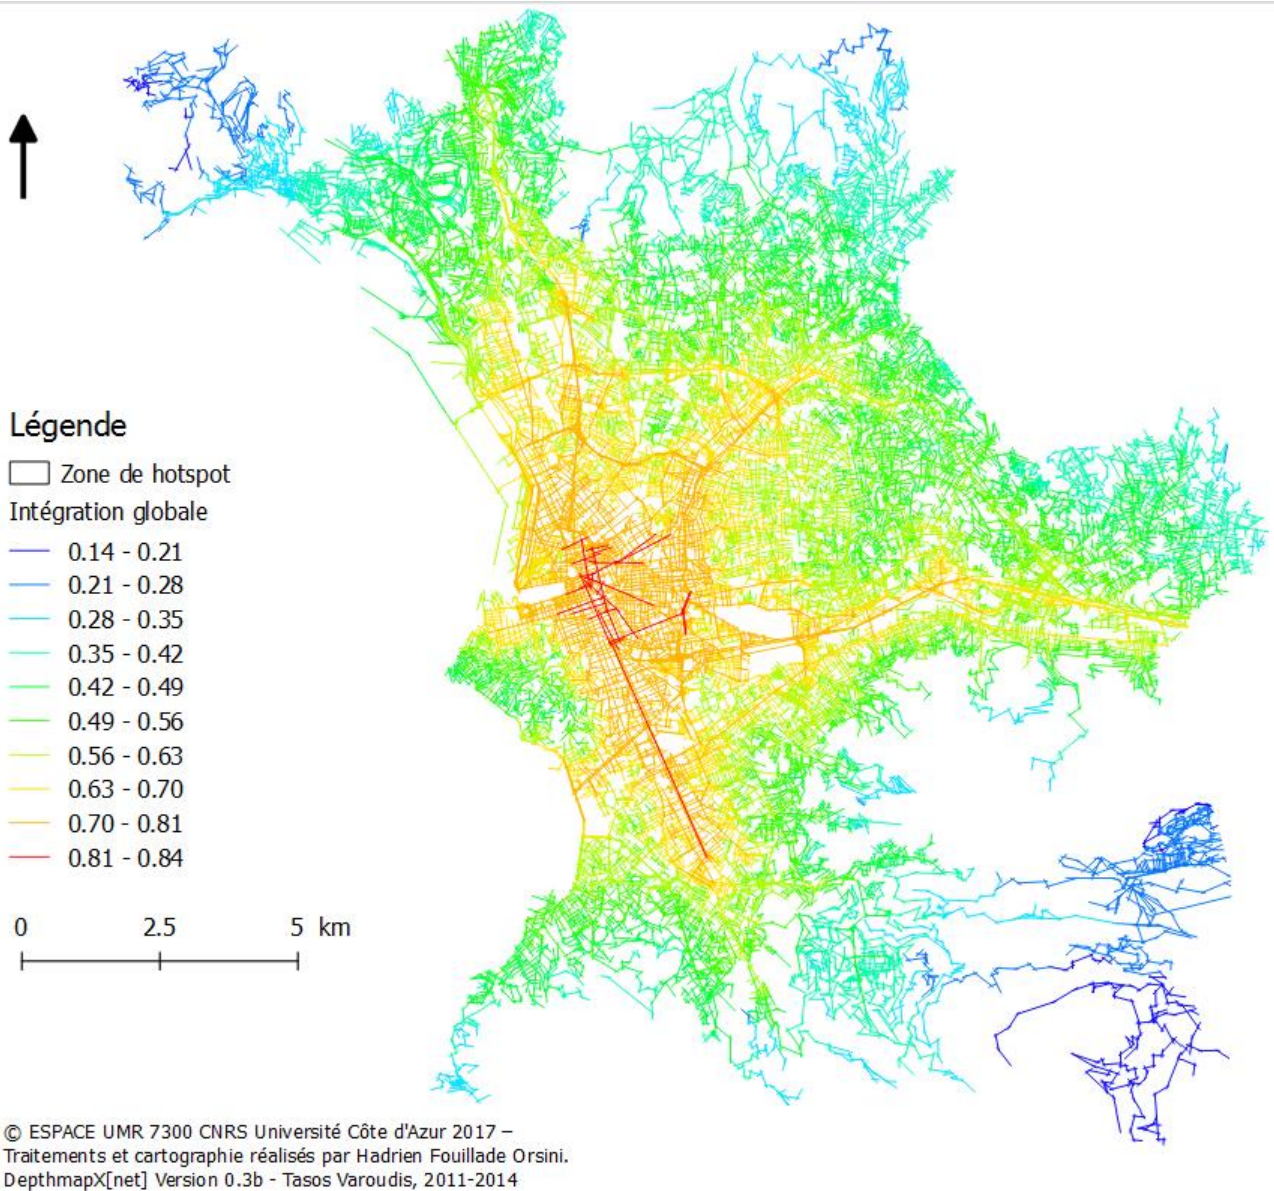 Légende
Zone de hotspot
Intégration globale
0.14 - 0.21
0.21 - 0.28
0.28 - 0.35
0.35 - 0.42
0.42 - 0.49
0.49 - 0.56
0.56 - 0.63
0.63 - 0.70
0.70 - 0.81
0.81 - 0.84
0 2.5 5 km
© ESPACE UMR 7300 CNRS Université Côte d'Azur 2017 –
Traitements et cartographie réalisés par Hadrien Fouillade Orsini.
DepthmapX[net] Version 0.3b - Tasos Varoudis, 2011-2014